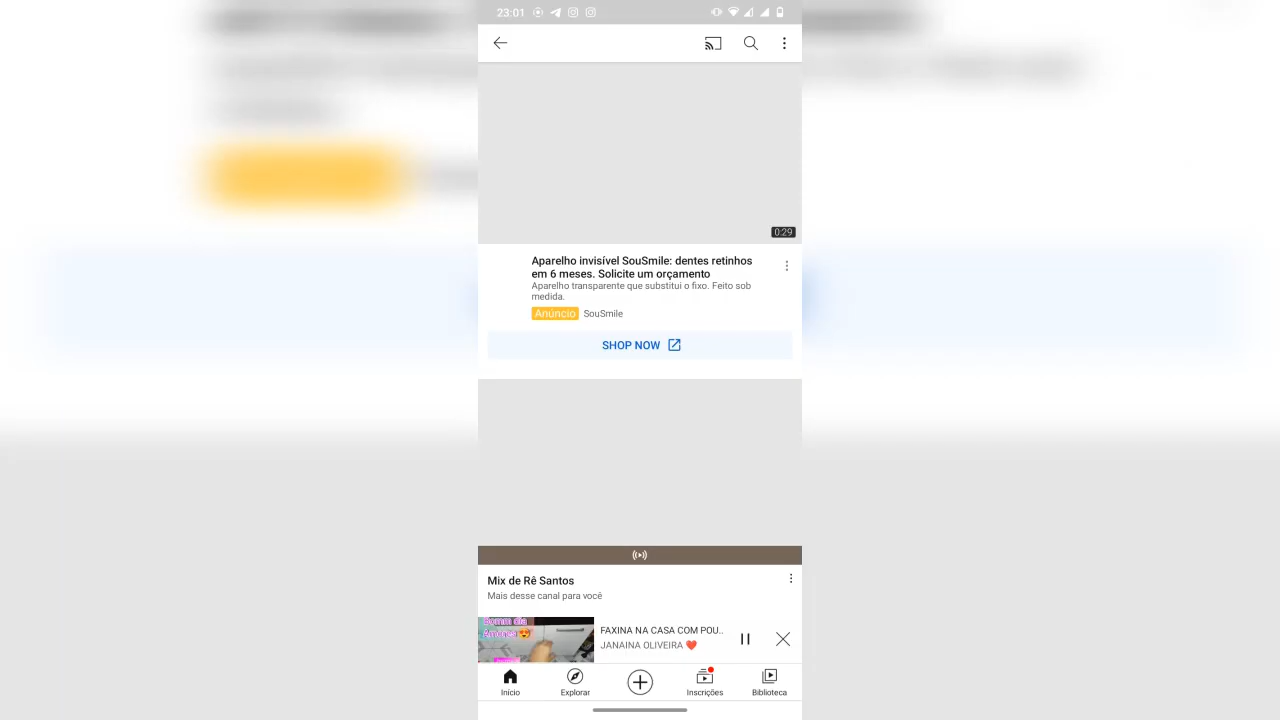 23:01
0:29
Aparelho invisível SouSmile: dentes retinhos
em 6 meses. Solicite um orçamento
Aparelho transparente que substitui o fixo. Feito sob
medida.
Anúncio SouSmile
SHOP NOW
Mix de Rê Santos
Mais desse canal para você
FAXINA NA CASA COM POU..
JANAINA OLIVEIRA ❤️
Início Explorar Inscrições Biblioteca